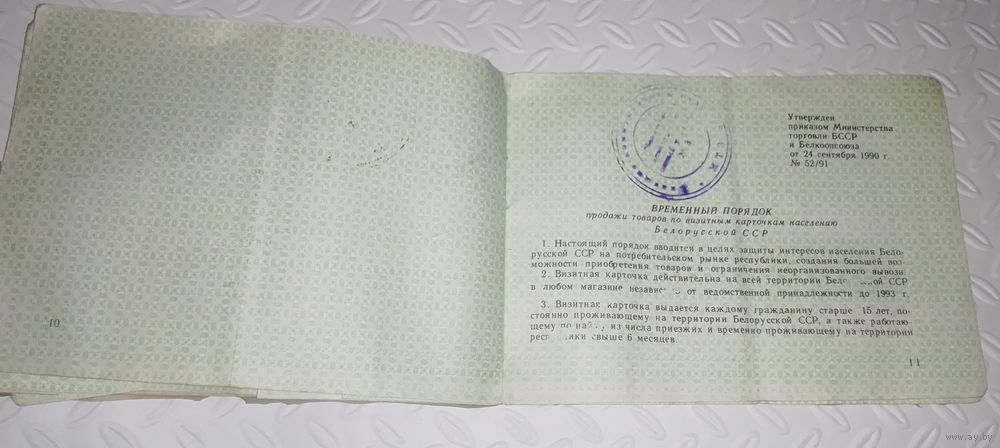 10
Утвержден
приказом Министерства
торговли БССР
и Белкоопсоюза
от 24 сентября 1990 г.
№ 52/91
ВРЕМЕННЫЙ ПОРЯДОК
продажи товаров по визитным карточкам населению
Белорусской ССР
1. Настоящий порядок вводится в целях защиты интересов населения Бело-
русской ССР на потребительском рынке республики, создания большей воз-
можности приобретения товаров и ограничения неорганизованного вывоза.
2. Визитная карточка действительна на всей территории ССР
в любом магазине от ведомственной принадлежности до 1993 г.
3. Визитная карточка выдается каждому гражданину старше 15 лет, по-
стоянно проживающему на территории Белорусской ССР, а также работаю-
щему по из числа приезжих и временно проживающему на территории
свыше 6 месяцев
11
www.ay.by